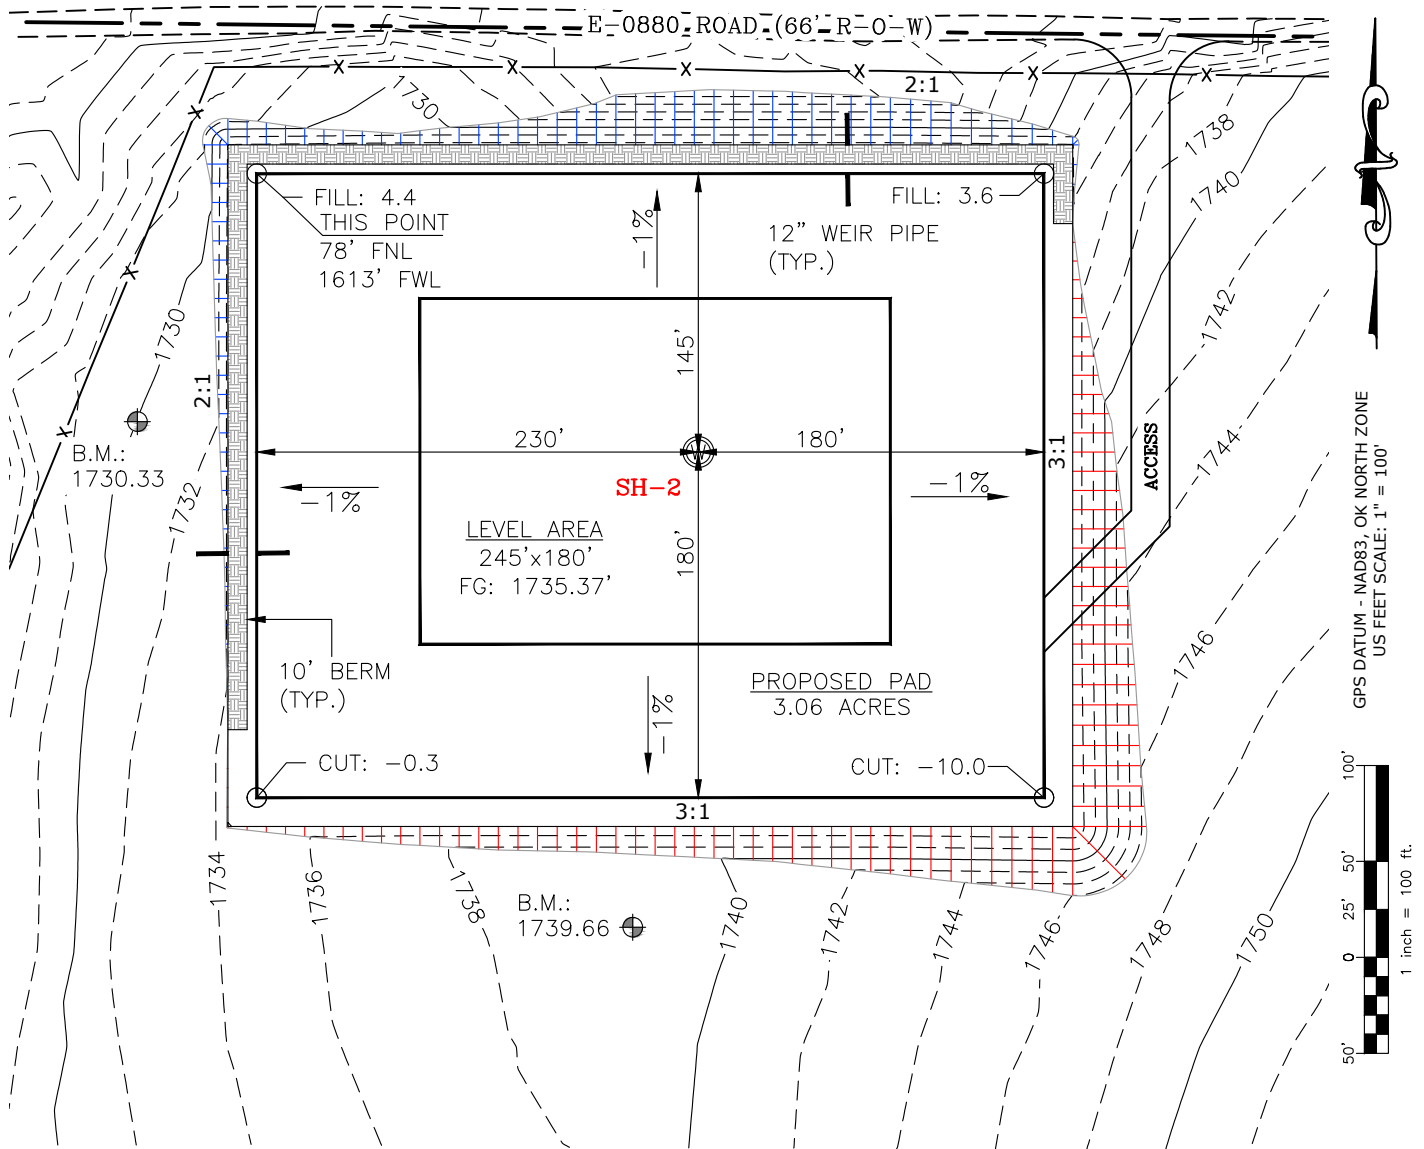 E-0880 ROAD (66' R-O-W)
2:1
1730
1738
1740
FILL: 4.4
THIS POINT
78' FNL
1613' FWL
FILL: 3.6
-1%
12" WEIR PIPE
(TYP.)
1730
1742
145'
2:1
B.M.:
1730.33
230'
180'
3:1
ACCESS
1744
W
SH-2
-1%
-1%
1732
LEVEL AREA
245'x180'
FG: 1735.37'
180'
GPS DATUM - NAD83, OK NORTH ZONE
US FEET SCALE: 1" = 100'
10' BERM
(TYP.)
PROPOSED PAD
3.06 ACRES
1746
-1%
CUT: -0.3
CUT: -10.0
3:1
1734
1736
1738
B.M.:
1739.66
1740
1742
1744
1746
1748
1750
100'
50'
25'
0
50'
1 inch = 100 ft.